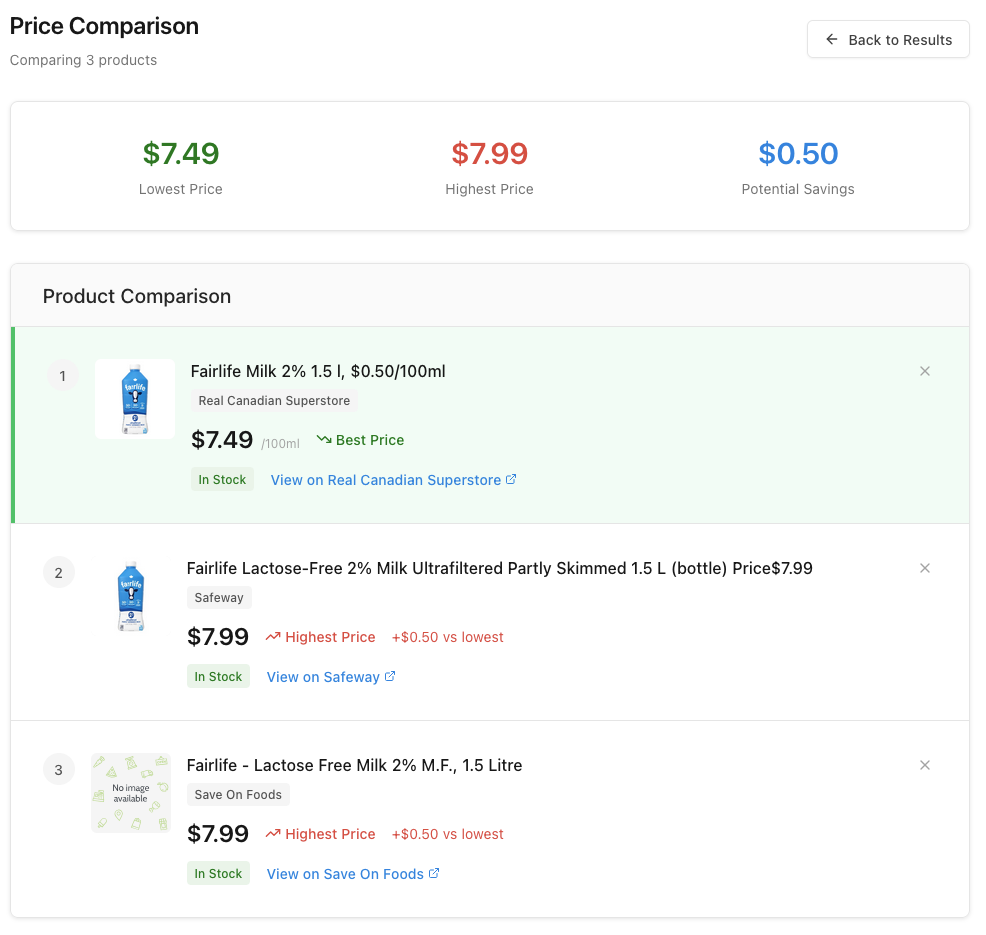 Price Comparison
Comparing 3 products
← Back to Results
$7.49
Lowest Price
$7.99
Highest Price
$0.50
Potential Savings
Product Comparison
1
fairlife
Fairlife Milk 2% 1.5 l, $0.50/100ml
Real Canadian Superstore
$7.49 /100ml Best Price
In Stock View on Real Canadian Superstore
2
fairlife
Fairlife Lactose-Free 2% Milk Ultrafiltered Partly Skimmed 1.5 L (bottle) Price$7.99
Safeway
$7.99 Highest Price +$0.50 vs lowest
In Stock View on Safeway
3
No image
available
Fairlife - Lactose Free Milk 2% M.F., 1.5 Litre
Save On Foods
$7.99 Highest Price +$0.50 vs lowest
In Stock View on Save On Foods